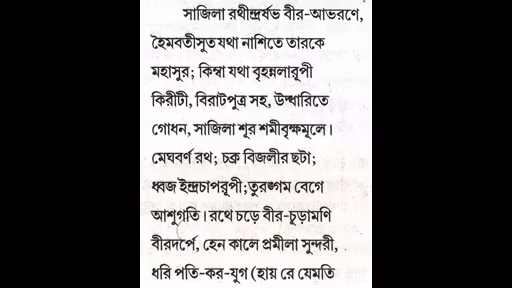 সাজিলা রথীন্দ্রর্ষভ বীর-আভরণে,
হৈমবতীসুত যথা নাশিতে তারকে
মহাসুর; কিম্বা যথা বৃহন্নলারূপী
কিরীটী, বিরাটপুত্র সহ, উদ্ধারিতে
গোধন, সাজিলা শূর শমীবৃক্ষমূলে।
মেঘবর্ণ রথ; চক্র বিজলীর ছটা;
ধ্বজ ইন্দ্রচাপরূপী;তুরঙ্গম বেগে
আশুগতি। রথে চড়ে বীর-চূড়ামণি
বীরদর্পে, হেন কালে প্রমীলা সুন্দরী,
ধরি পতি-কর-যুগ (হায় রে যেমতি